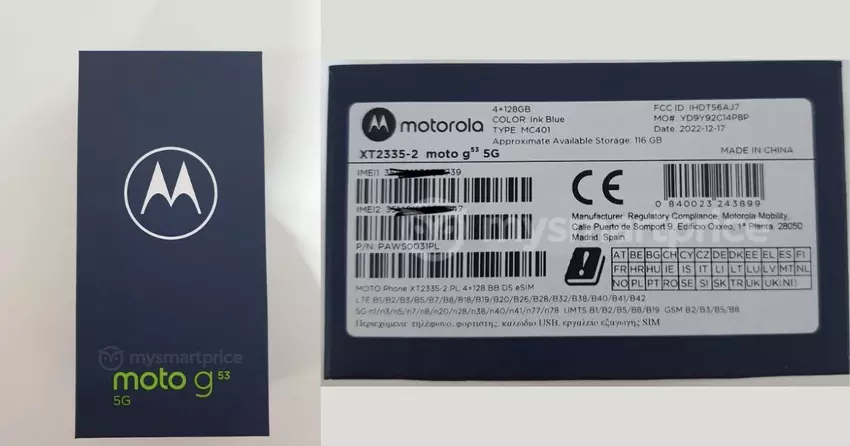 mysmartprice
moto g53
5G
motorola
4+128GB
COLOR: Ink Blue
TYPE: MC401
Approximate Available Storage: 116 GB
FCC ID: IHDT56AJ7
MO# YD9Y92C14P8P
Date: 2022-12-17
XT2335-2 moto g53 5G
MADE IN CHINA
IMEI1 39
IMEI2 47
P/N: PAWS0031PL
CE
0 840023 243899
Manufacturer: Regulatory Compliance, Motorola Mobility,
Calle Puerto de Somport 9, Edificio Oxxeo, 1ª Planta, 28050
Madrid, Spain
mysmartprice
AT BE BG CH CY CZ DE DK EE EL ES FI
FR HR HU IE IS IT LI LT LU LV MT NL
NO PL PT RO SE SI SK TR UK UK(NI)
MOTO Phone XT2335-2 PL 4+128 BB DS eSIM
LTE B1/B2/B3/B5/B7/B8/B18/B19/B20/B26/B28/B32/B38/B40/B41/B42
5G n1/n3/n5/n7/n8/n20/n28/n38/n40/n41/n77/n78 UMTS B1/B2/B5/B8/B19 GSM B2/B3/B5/B8
Περιεχόμενα: τηλέφωνο, φορτιστής, καλώδιο USB, εργαλείο εξαγωγής SIM